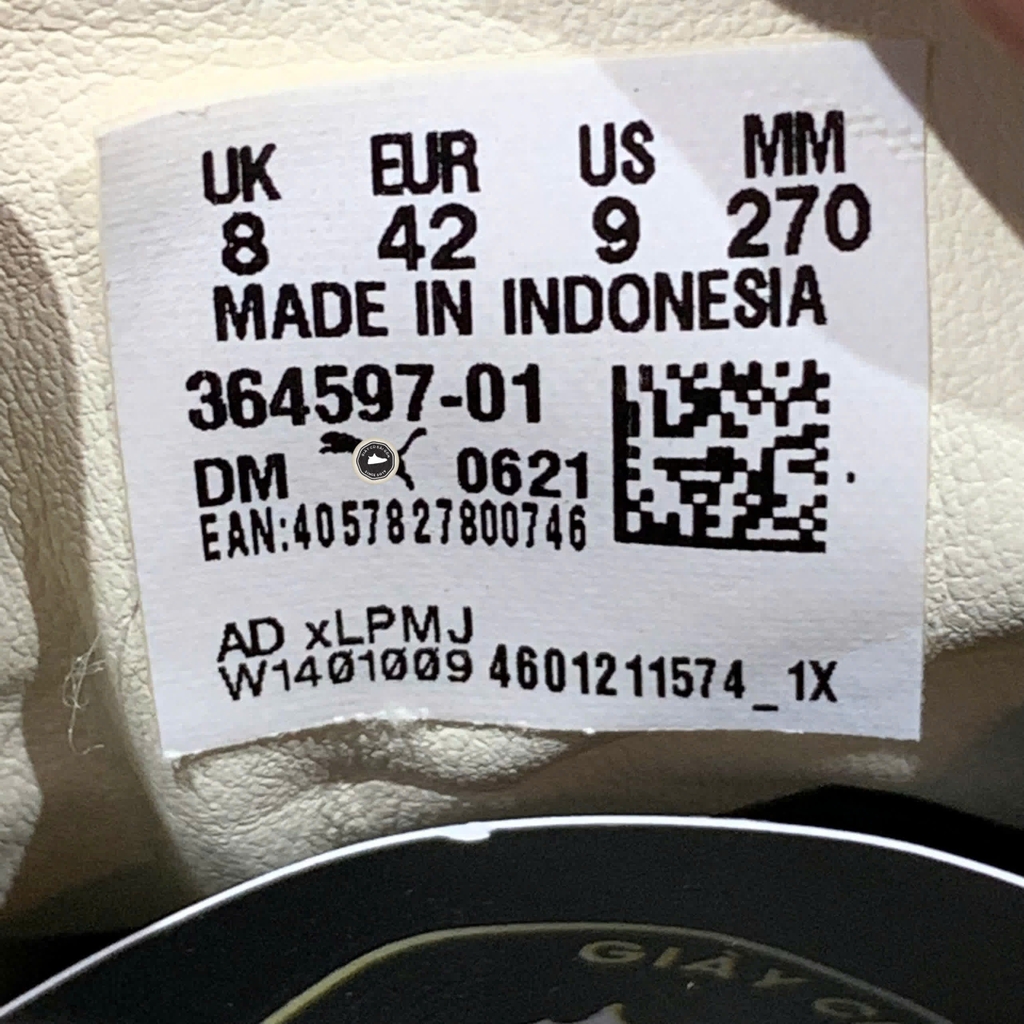 UK EUR US MM
8 42 9 270
MADE IN INDONESIA
364597-01
DM 0621
EAN:4057827800746
AD xLPMJ
W1401009 4601211574_1X
GIÀY